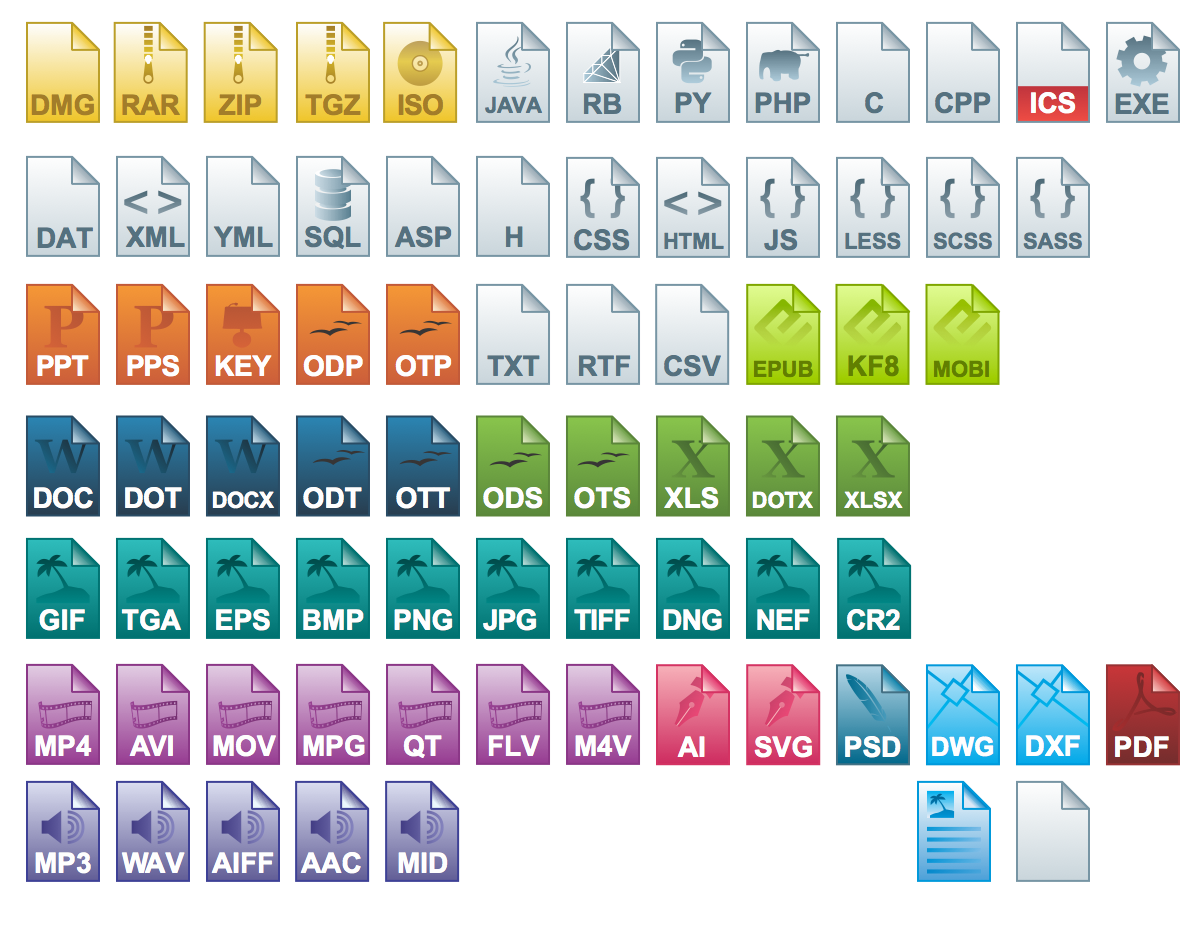 DMG RAR ZIP TGZ ISO JAVA RB PY PHP C CPP ICS EXE
DAT XML YML SQL ASP H CSS HTML JS LESS SCSS SASS
PPT PPS KEY ODP OTP TXT RTF CSV EPUB KF8 MOBI
DOC DOT DOCX ODT OTT ODS OTS XLS DOTX XLSX
GIF TGA EPS BMP PNG JPG TIFF DNG NEF CR2
MP4 AVI MOV MPG QT FLV M4V AI SVG PSD DWG DXF PDF
MP3 WAV AIFF AAC MID